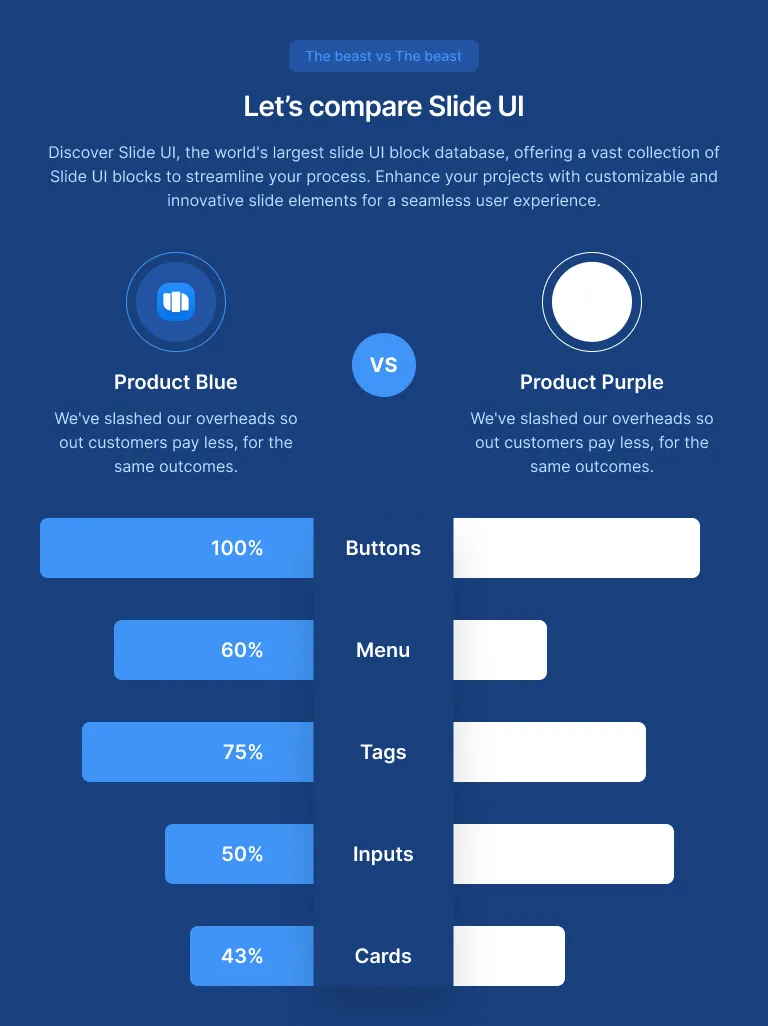 The beast vs The beast
Let’s compare Slide UI
Discover Slide UI, the world's largest slide UI block database, offering a vast collection of
Slide UI blocks to streamline your process. Enhance your projects with customizable and
innovative slide elements for a seamless user experience.
Product Blue
We've slashed our overheads so
out customers pay less, for the
same outcomes.
VS
Product Purple
We've slashed our overheads so
out customers pay less, for the
same outcomes.
100%
Buttons
60%
Menu
75%
Tags
50%
Inputs
43%
Cards